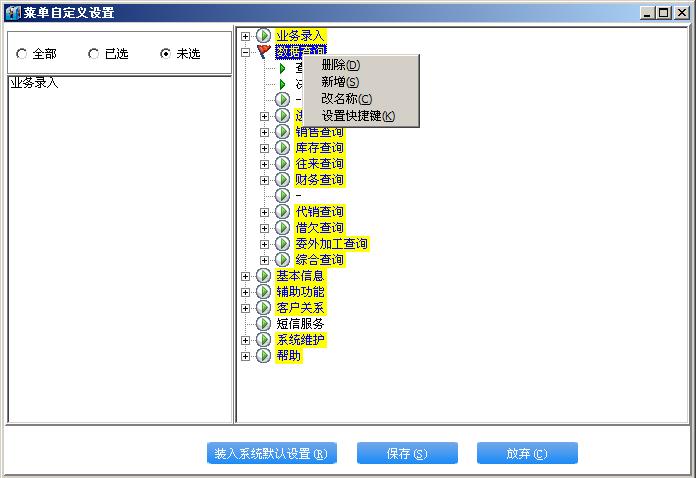 菜单自定义设置
全部
已选
未选
业务录入
业务录入
数据查询
删除(D)
新增(S)
改名称(C)
设置快捷键(K)
-
销售查询
库存查询
往来查询
财务查询
-
代销查询
借欠查询
委外加工查询
综合查询
基本信息
辅助功能
客户关系
短信服务
系统维护
帮助
装入系统默认设置(R)
保存(S)
放弃(C)